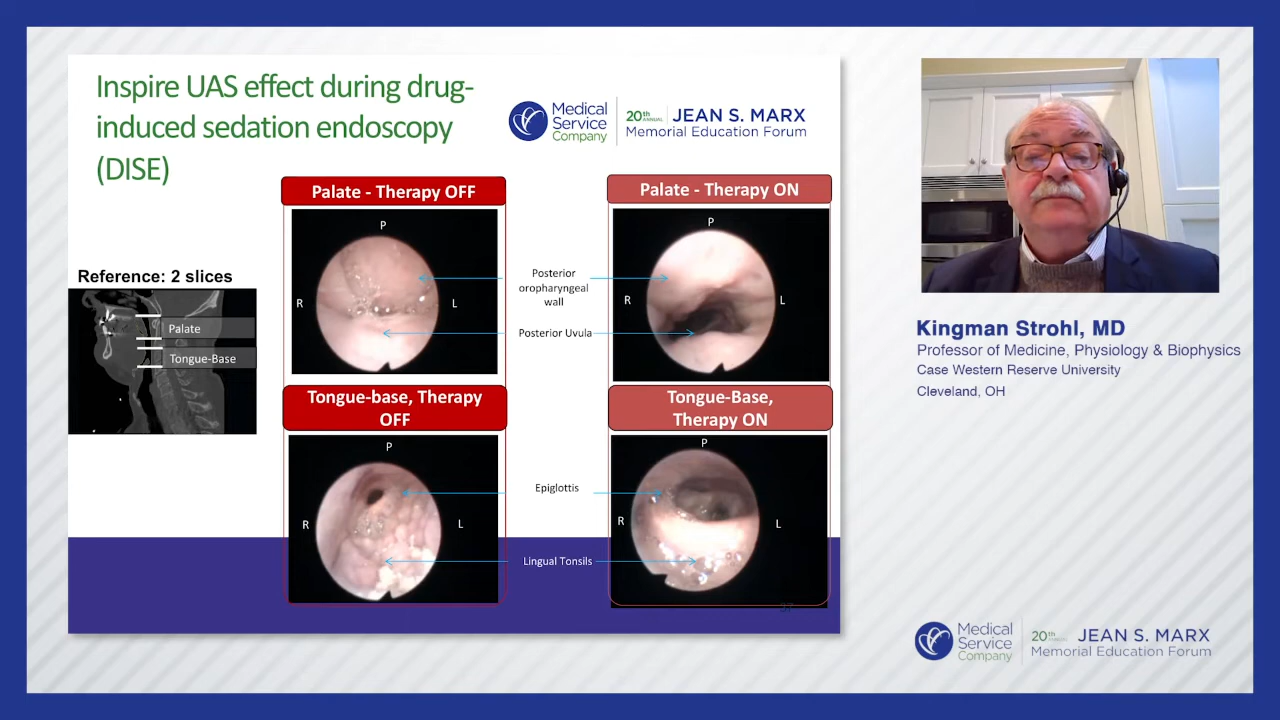 Inspire UAS effect during drug-
induced sedation endoscopy
(DISE)
Medical
Service
Company
20th
ANNUAL
JEAN S. MARX
Memorial Education Forum
Palate - Therapy OFF
Palate - Therapy ON
P
R
L
P
R
L
Posterior
oropharyngeal
wall
Posterior Uvula
Reference: 2 slices
Palate
Tongue-Base
Tongue-base, Therapy
OFF
Tongue-Base,
Therapy ON
P
R
L
P
R
L
Epiglottis
Lingual Tonsils
27
Kingman Strohl, MD
Professor of Medicine, Physiology & Biophysics
Case Western Reserve University
Cleveland, OH
Medical
Service
Company
20th
ANNUAL
JEAN S. MARX
Memorial Education Forum